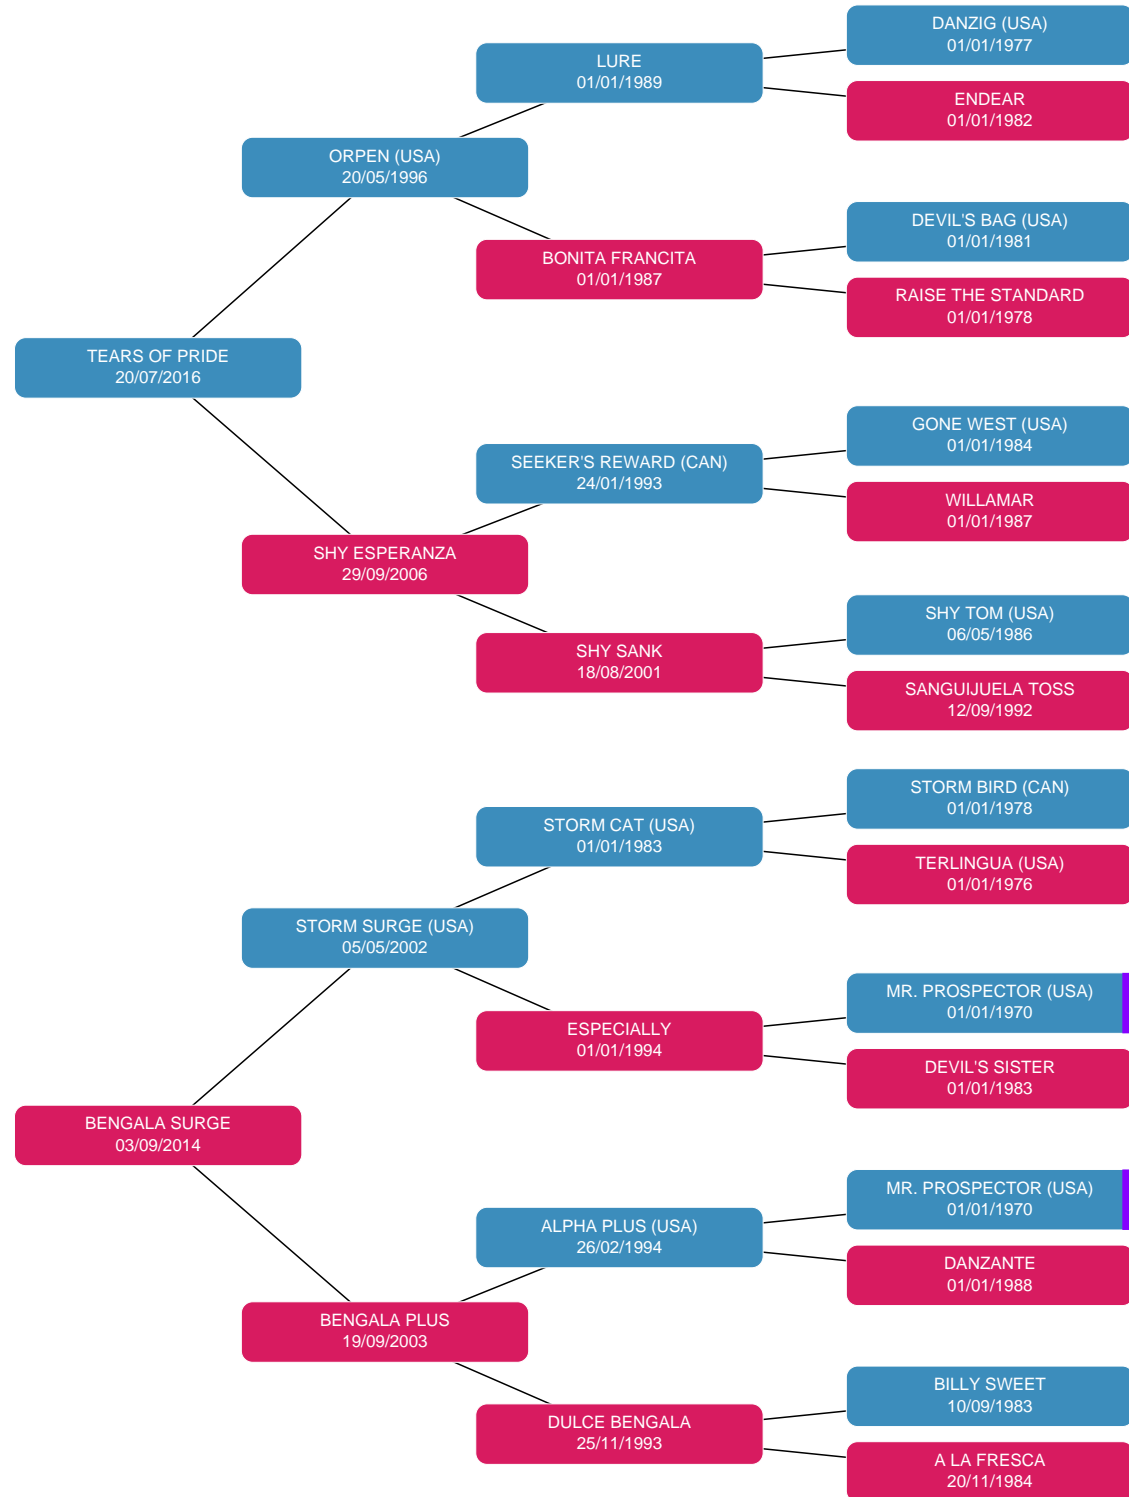 DANZIG (USA)
01/01/1977
LURE
01/01/1989
ENDEAR
01/01/1982
ORPEN (USA)
20/05/1996
DEVIL'S BAG (USA)
01/01/1981
BONITA FRANCITA
01/01/1987
RAISE THE STANDARD
01/01/1978
TEARS OF PRIDE
20/07/2016
GONE WEST (USA)
01/01/1984
SEEKER'S REWARD (CAN)
24/01/1993
WILLAMAR
01/01/1987
SHY ESPERANZA
29/09/2006
SHY TOM (USA)
06/05/1986
SHY SANK
18/08/2001
SANGUIJUELA TOSS
12/09/1992
STORM BIRD (CAN)
01/01/1978
STORM CAT (USA)
01/01/1983
TERLINGUA (USA)
01/01/1976
STORM SURGE (USA)
05/05/2002
MR. PROSPECTOR (USA)
01/01/1970
ESPECIALLY
01/01/1994
DEVIL'S SISTER
01/01/1983
BENGALA SURGE
03/09/2014
MR. PROSPECTOR (USA)
01/01/1970
ALPHA PLUS (USA)
26/02/1994
DANZANTE
01/01/1988
BENGALA PLUS
19/09/2003
BILLY SWEET
10/09/1983
DULCE BENGALA
25/11/1993
A LA FRESCA
20/11/1984